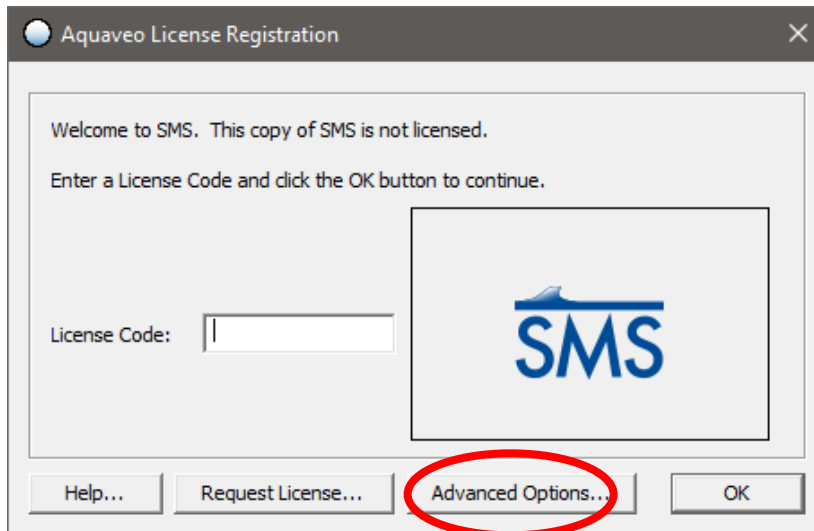 Aquaveo License Registration
Welcome to SMS.  This copy of SMS is not licensed.
Enter a License Code and click the OK button to continue.
License Code:
SMS
Help...
Request License...
Advanced Options...
OK